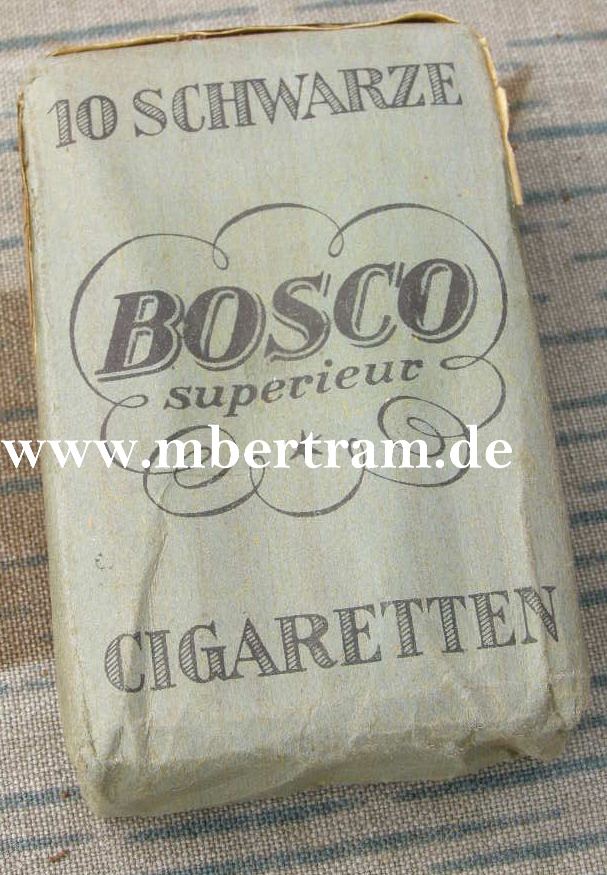 10 SCHWARZE
BOSCO
superieur
www.mbertram.de
CIGARETTEN